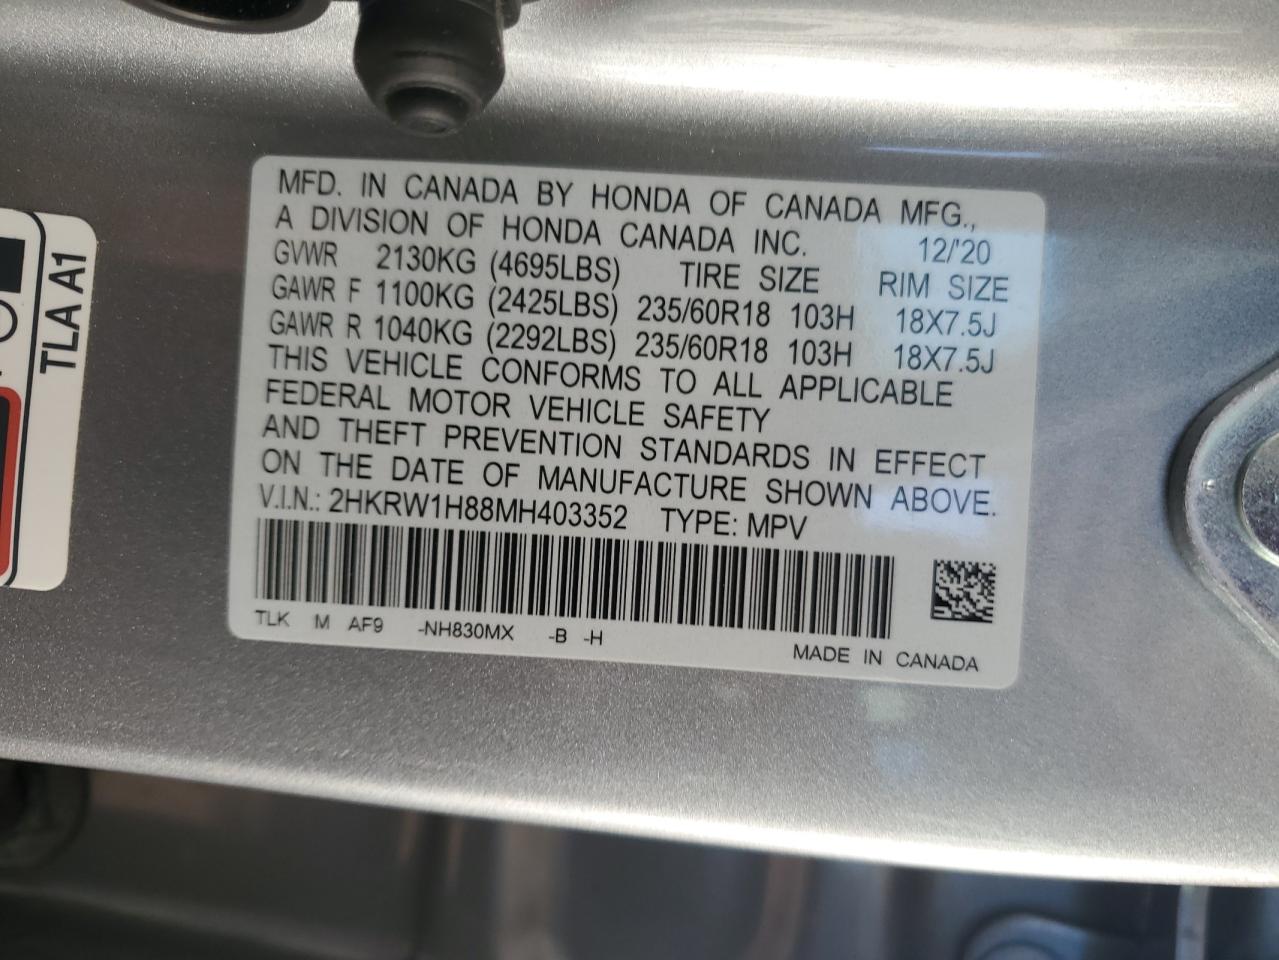 MFD. IN CANADA BY HONDA OF CANADA MFG.,
A DIVISION OF HONDA CANADA INC. 12/'20
GVWR 2130KG (4695LBS) TIRE SIZE RIM SIZE
GAWR F 1100KG (2425LBS) 235/60R18 103H 18X7.5J
GAWR R 1040KG (2292LBS) 235/60R18 103H 18X7.5J
THIS VEHICLE CONFORMS TO ALL APPLICABLE
FEDERAL MOTOR VEHICLE SAFETY
AND THEFT PREVENTION STANDARDS IN EFFECT
ON THE DATE OF MANUFACTURE SHOWN ABOVE.
V.I.N.: 2HKRW1H88MH403352 TYPE: MPV
TLK M AF9 -NH830MX -B -H
MADE IN CANADA
TLA A1